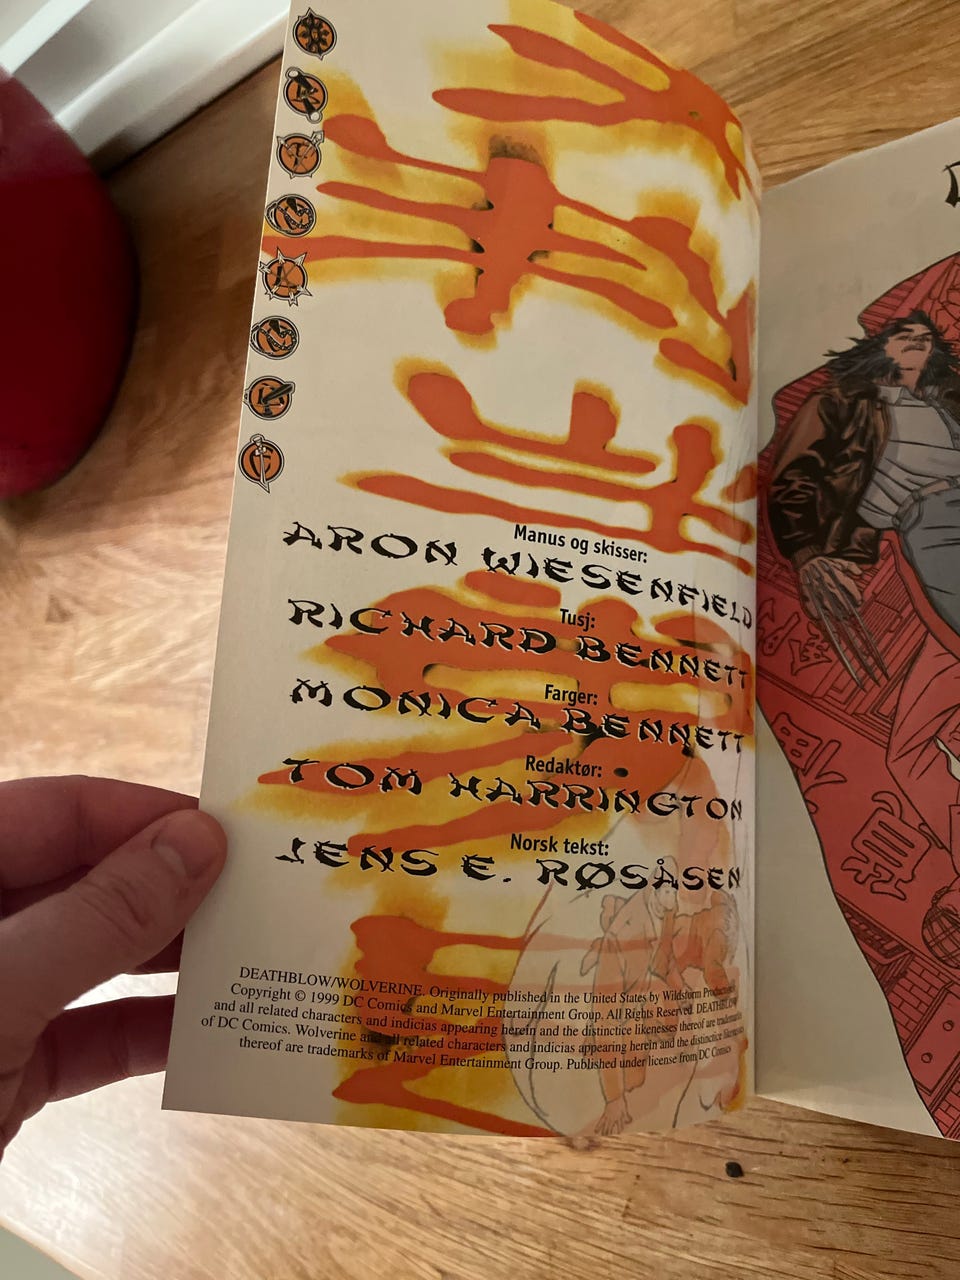 Manus og skisser:
ARON WIESENFIELD
Tusj:
RICHARD BENNETT
Farger:
MONICA BENNETT
Redaktør:
TOM HARRINGTON
Norsk tekst:
JENS E. RØSÅSEN
DEATHBLOW/WOLVERINE. Originally published in the United States by Wildstorm
Copyright © 1999 DC Comics and Marvel Entertainment Group. All Rights Reserved. DEATHBLOW
and all related characters and indicias appearing herein and the distinctice likenesses thereof are trademarks
of DC Comics. Wolverine and all related characters and indicias appearing herein and the distinctice likenesses
thereof are trademarks of Marvel Entertainment Group. Published under license from DC Comics